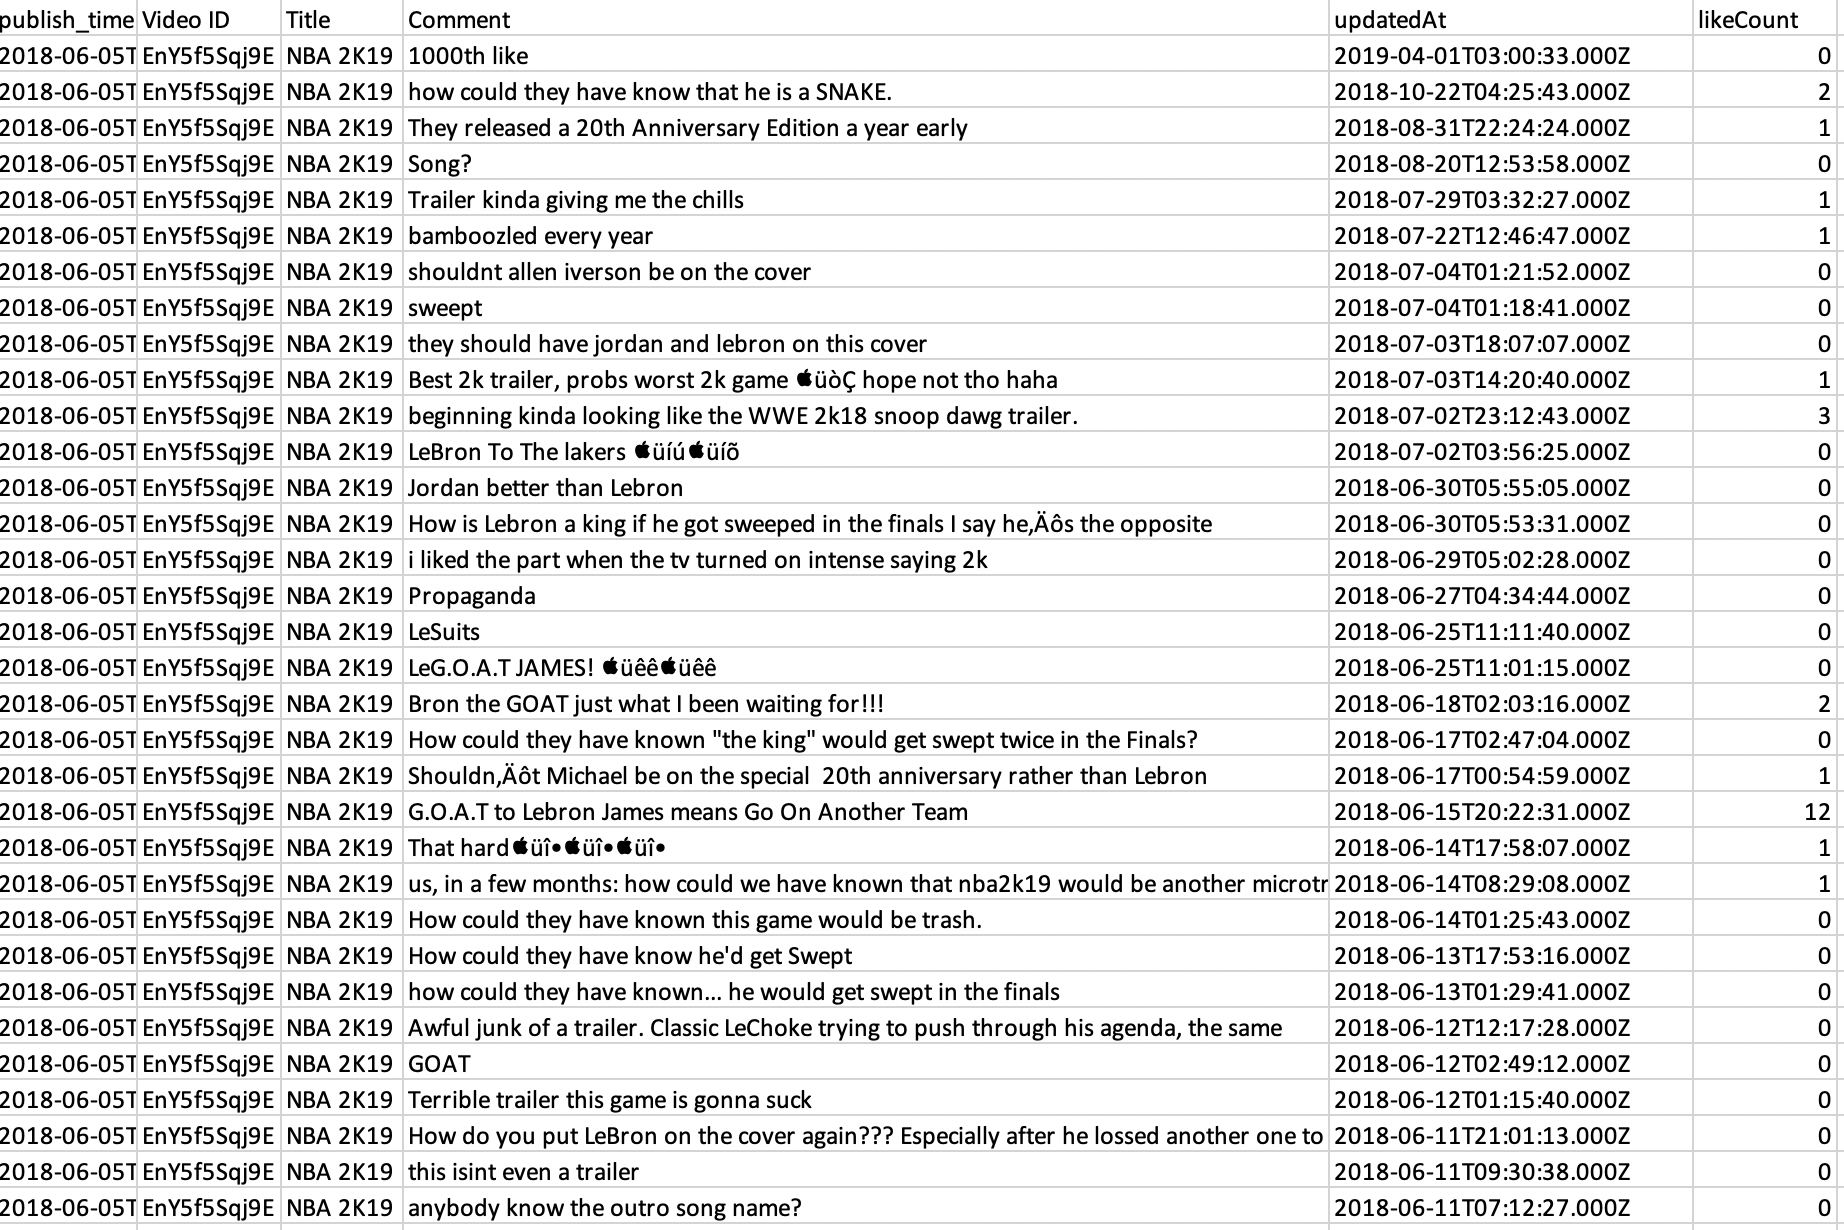 publish_time Video ID Title Comment updatedAt likeCount
2018-06-05T EnY5f5Sqj9E NBA 2K19 1000th like 2019-04-01T03:00:33.000Z 0
2018-06-05T EnY5f5Sqj9E NBA 2K19 how could they have know that he is a SNAKE. 2018-10-22T04:25:43.000Z 2
2018-06-05T EnY5f5Sqj9E NBA 2K19 They released a 20th Anniversary Edition a year early 2018-08-31T22:24:24.000Z 1
2018-06-05T EnY5f5Sqj9E NBA 2K19 Song? 2018-08-20T12:53:58.000Z 0
2018-06-05T EnY5f5Sqj9E NBA 2K19 Trailer kinda giving me the chills 2018-07-29T03:32:27.000Z 1
2018-06-05T EnY5f5Sqj9E NBA 2K19 bamboozled every year 2018-07-22T12:46:47.000Z 1
2018-06-05T EnY5f5Sqj9E NBA 2K19 shouldnt allen iverson be on the cover 2018-07-04T01:21:52.000Z 0
2018-06-05T EnY5f5Sqj9E NBA 2K19 sweept 2018-07-04T01:18:41.000Z 0
2018-06-05T EnY5f5Sqj9E NBA 2K19 they should have jordan and lebron on this cover 2018-07-03T18:07:07.000Z 0
2018-06-05T EnY5f5Sqj9E NBA 2K19 Best 2k trailer, probs worst 2k game üòÇ hope not tho haha 2018-07-03T14:20:40.000Z 1
2018-06-05T EnY5f5Sqj9E NBA 2K19 beginning kinda looking like the WWE 2k18 snoop dawg trailer. 2018-07-02T23:12:43.000Z 3
2018-06-05T EnY5f5Sqj9E NBA 2K19 LeBron To The lakers üíúüíõ 2018-07-02T03:56:25.000Z 0
2018-06-05T EnY5f5Sqj9E NBA 2K19 Jordan better than Lebron 2018-06-30T05:55:05.000Z 0
2018-06-05T EnY5f5Sqj9E NBA 2K19 How is Lebron a king if he got sweeped in the finals I say he‚Äôs the opposite 2018-06-30T05:53:31.000Z 0
2018-06-05T EnY5f5Sqj9E NBA 2K19 i liked the part when the tv turned on intense saying 2k 2018-06-29T05:02:28.000Z 0
2018-06-05T EnY5f5Sqj9E NBA 2K19 Propaganda 2018-06-27T04:34:44.000Z 0
2018-06-05T EnY5f5Sqj9E NBA 2K19 LeSuits 2018-06-25T11:11:40.000Z 0
2018-06-05T EnY5f5Sqj9E NBA 2K19 LeG.O.A.T JAMES! üêêüêê 2018-06-25T11:01:15.000Z 0
2018-06-05T EnY5f5Sqj9E NBA 2K19 Bron the GOAT just what I been waiting for!!! 2018-06-18T02:03:16.000Z 2
2018-06-05T EnY5f5Sqj9E NBA 2K19 How could they have known "the king" would get swept twice in the Finals? 2018-06-17T02:47:04.000Z 0
2018-06-05T EnY5f5Sqj9E NBA 2K19 Shouldn‚Äôt Michael be on the special  20th anniversary rather than Lebron 2018-06-17T00:54:59.000Z 1
2018-06-05T EnY5f5Sqj9E NBA 2K19 G.O.A.T to Lebron James means Go On Another Team 2018-06-15T20:22:31.000Z 12
2018-06-05T EnY5f5Sqj9E NBA 2K19 That hardüî•üî•üî• 2018-06-14T17:58:07.000Z 1
2018-06-05T EnY5f5Sqj9E NBA 2K19 us, in a few months: how could we have known that nba2k19 would be another microtr 2018-06-14T08:29:08.000Z 1
2018-06-05T EnY5f5Sqj9E NBA 2K19 How could they have known this game would be trash. 2018-06-14T01:25:43.000Z 0
2018-06-05T EnY5f5Sqj9E NBA 2K19 How could they have know he'd get Swept 2018-06-13T17:53:16.000Z 0
2018-06-05T EnY5f5Sqj9E NBA 2K19 how could they have known... he would get swept in the finals 2018-06-13T01:29:41.000Z 0
2018-06-05T EnY5f5Sqj9E NBA 2K19 Awful junk of a trailer. Classic LeChoke trying to push through his agenda, the same 2018-06-12T12:17:28.000Z 0
2018-06-05T EnY5f5Sqj9E NBA 2K19 GOAT 2018-06-12T02:49:12.000Z 0
2018-06-05T EnY5f5Sqj9E NBA 2K19 Terrible trailer this game is gonna suck 2018-06-12T01:15:40.000Z 0
2018-06-05T EnY5f5Sqj9E NBA 2K19 How do you put LeBron on the cover again??? Especially after he lossed another one to 2018-06-11T21:01:13.000Z 0
2018-06-05T EnY5f5Sqj9E NBA 2K19 this isint even a trailer 2018-06-11T09:30:38.000Z 0
2018-06-05T EnY5f5Sqj9E NBA 2K19 anybody know the outro song name? 2018-06-11T07:12:27.000Z 0